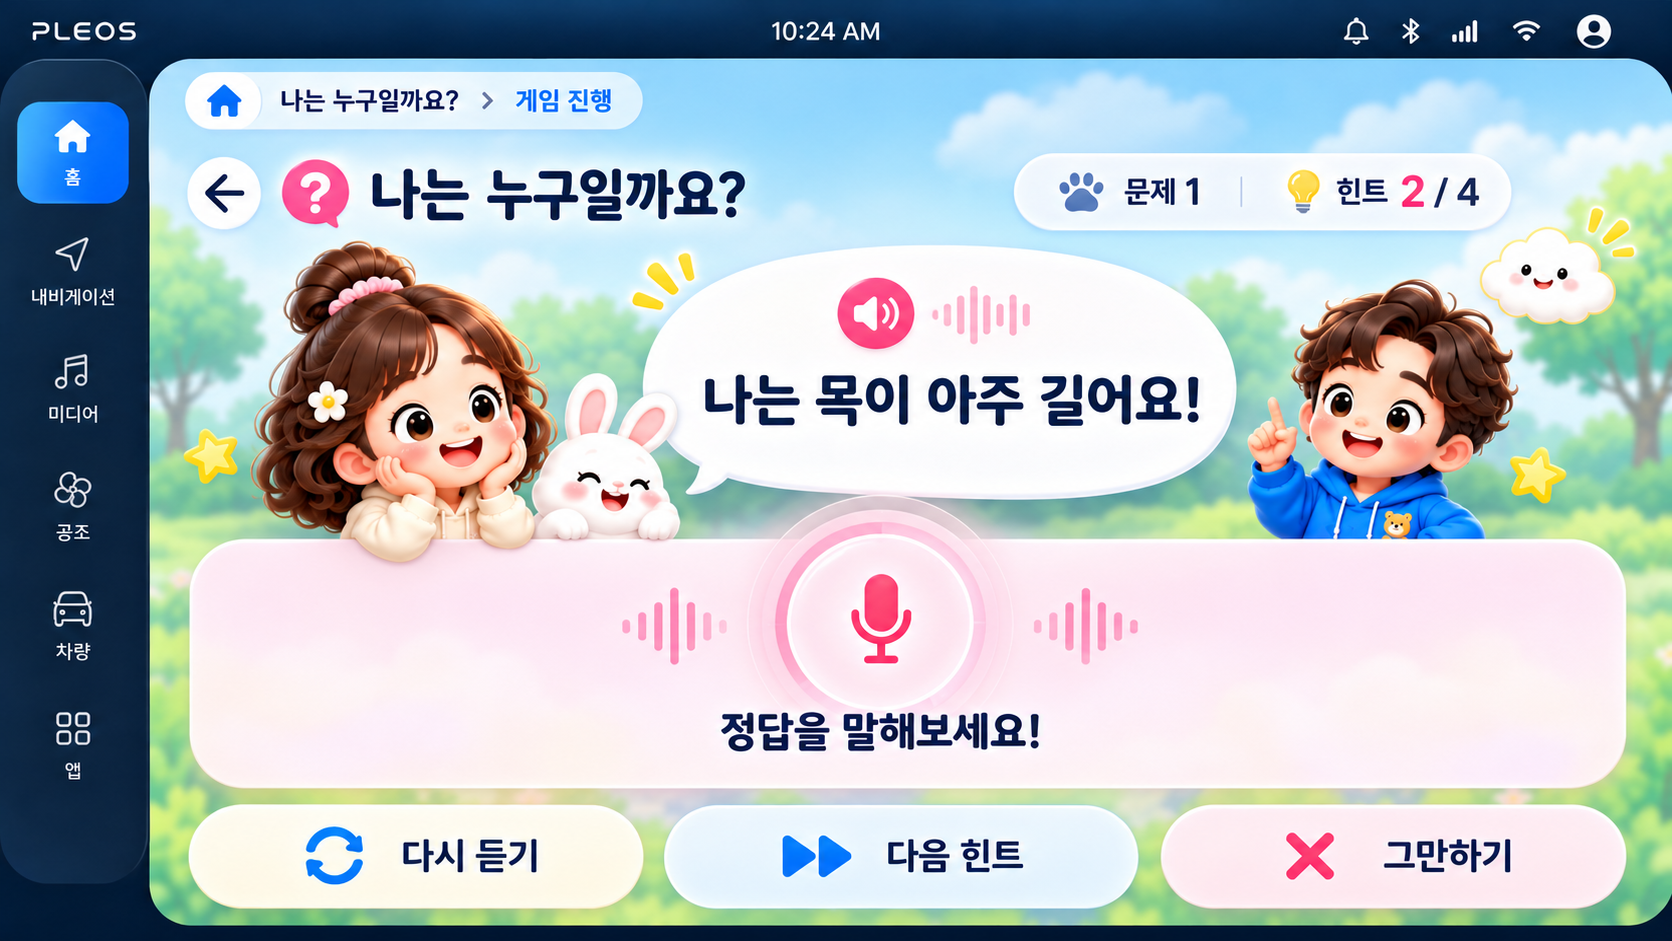 PLEOS
10:24 AM
홈
내비게이션
미디어
공조
차량
앱
나는 누구일까요? > 게임 진행
나는 누구일까요?
문제 1
힌트 2 / 4
나는 목이 아주 길어요!
정답을 말해보세요!
다시 듣기
다음 힌트
그만하기